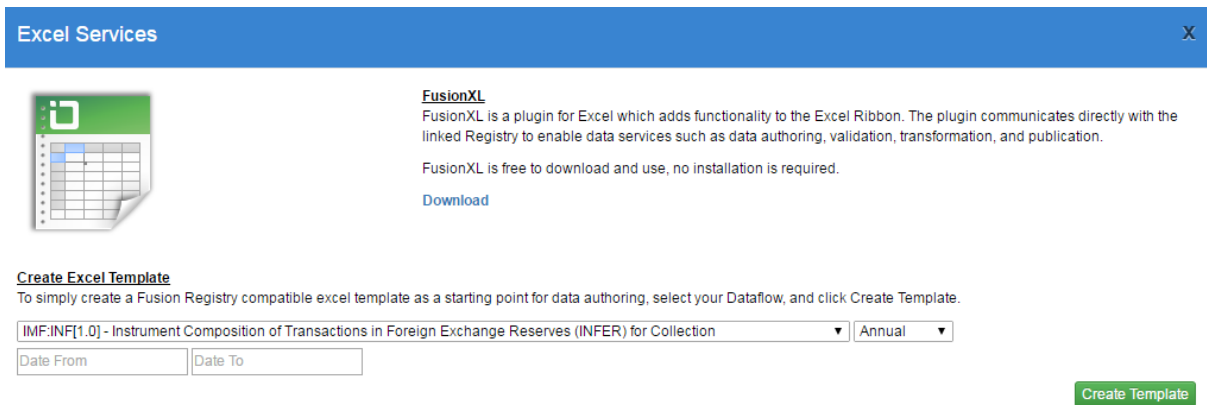 Excel Services
X
FusionXL
FusionXL is a plugin for Excel which adds functionality to the Excel Ribbon. The plugin communicates directly with the
linked Registry to enable data services such as data authoring, validation, transformation, and publication.
FusionXL is free to download and use, no installation is required.
Download
Create Excel Template
To simply create a Fusion Registry compatible excel template as a starting point for data authoring, select your Dataflow, and click Create Template.
IMF:INF[1.0] - Instrument Composition of Transactions in Foreign Exchange Reserves (INFER) for Collection Annual
Date From Date To
Create Template